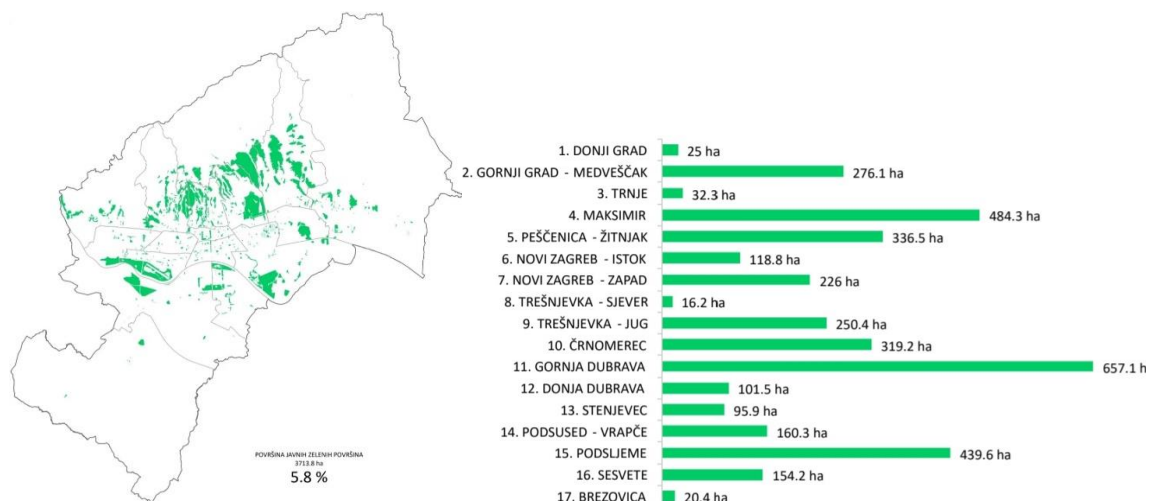 1. DONJI GRAD 25 ha
2. GORNJI GRAD - MEDVEŠČAK 276.1 ha
3. TRNJE 32.3 ha
4. MAKSIMIR 484.3 ha
5. PEŠČENICA - ŽITNJAK 336.5 ha
6. NOVI ZAGREB - ISTOK 118.8 ha
7. NOVI ZAGREB - ZAPAD 226 ha
8. TREŠNJEVKA - SJEVER 16.2 ha
9. TREŠNJEVKA - JUG 250.4 ha
10. ČRNOMEREC 319.2 ha
11. GORNJA DUBRAVA 657.1 h
12. DONJA DUBRAVA 101.5 ha
13. STENJEVEC 95.9 ha
14. PODSUSED - VRAPČE 160.3 ha
15. PODSLJEME 439.6 ha
16. SESVETE 154.2 ha
17. BREZOVICA 20.4 ha
POVRŠINA JAVNIH ZELENIH POVRŠINA
3713.8 ha
5.8 %